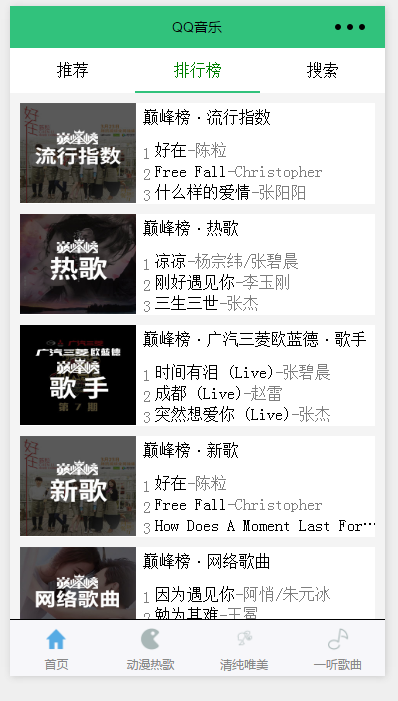 QQ音乐
推荐 排行榜 搜索
巅峰榜
流行指数
巅峰榜·流行指数
1 好在-陈粒
2 Free Fall-Christopher
3 什么样的爱情-张阳阳
巅峰榜
热歌
巅峰榜·热歌
1 凉凉-杨宗纬/张碧晨
2 刚好遇见你-李玉刚
3 三生三世-张杰
广汽三菱欧蓝德
巅峰榜
歌手
第7期
巅峰榜·广汽三菱欧蓝德·歌手
1 时间有泪 (Live)-张碧晨
2 成都 (Live)-赵雷
3 突然想爱你 (Live)-张杰
巅峰榜
新歌
巅峰榜·新歌
1 好在-陈粒
2 Free Fall-Christopher
3 How Does A Moment Last For…
巅峰榜
网络歌曲
巅峰榜·网络歌曲
1 因为遇见你-阿悄/朱元冰
2 勉为其难-王冕
首页 动漫热歌 清纯唯美 一听歌曲